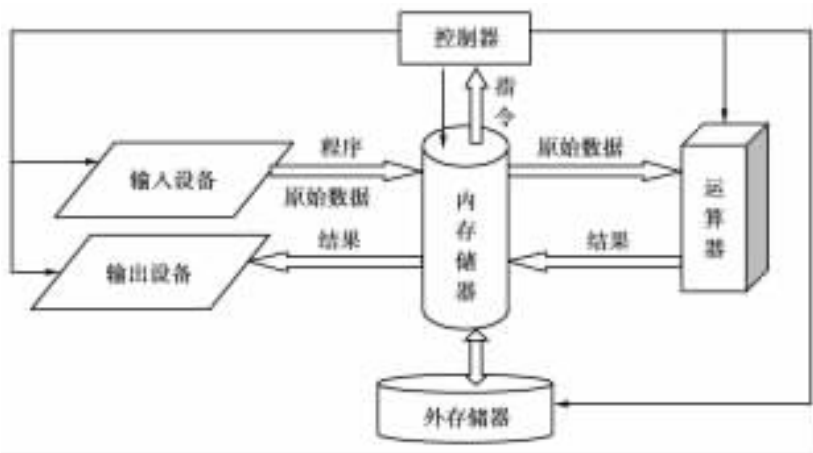 控制器
指令
程序
原始数据
输入设备
原始数据
内存储器
运算器
结果
结果
输出设备
外存储器